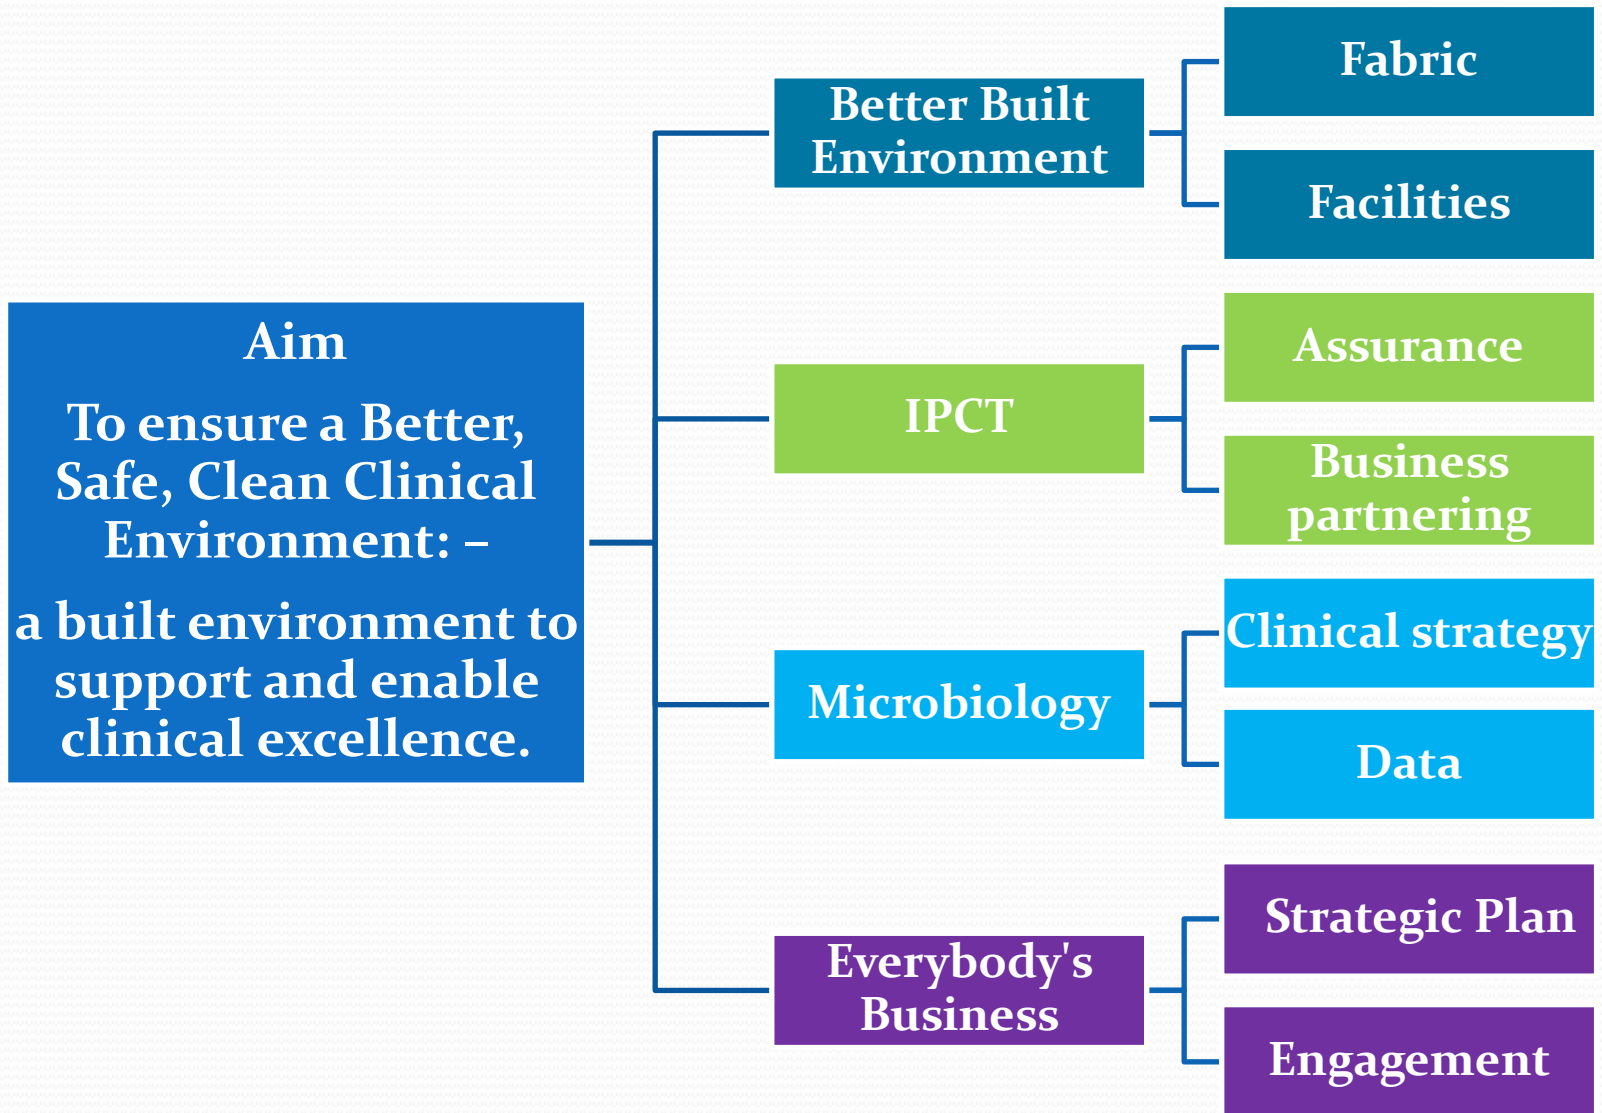 Aim
To ensure a Better,
Safe, Clean Clinical
Environment: –
a built environment to
support and enable
clinical excellence.
Better Built
Environment
Fabric
Facilities
IPCT
Assurance
Business
partnering
Microbiology
Clinical strategy
Data
Everybody's
Business
Strategic Plan
Engagement